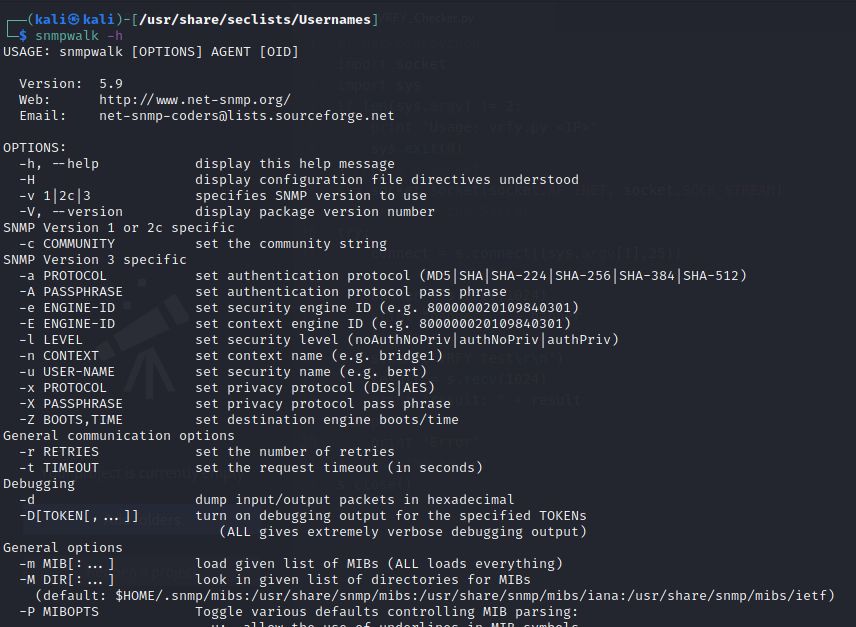 (kali㉿kali)-[/usr/share/seclists/Usernames]
$ snmpwalk -h
USAGE: snmpwalk [OPTIONS] AGENT [OID]
Version: 5.9
Web: http://www.net-snmp.org/
Email: net-snmp-coders@lists.sourceforge.net
OPTIONS:
-h, --help display this help message
-H display configuration file directives understood
-v 1|2c|3 specifies SNMP version to use
-V, --version display package version number
SNMP Version 1 or 2c specific
-c COMMUNITY set the community string
SNMP Version 3 specific
-a PROTOCOL set authentication protocol (MD5|SHA|SHA-224|SHA-256|SHA-384|SHA-512)
-A PASSPHRASE set authentication protocol pass phrase
-e ENGINE-ID set security engine ID (e.g. 800000020109840301)
-E ENGINE-ID set context engine ID (e.g. 800000020109840301)
-l LEVEL set security level (noAuthNoPriv|authNoPriv|authPriv)
-n CONTEXT set context name (e.g. bridge1)
-u USER-NAME set security name (e.g. bert)
-x PROTOCOL set privacy protocol (DES|AES)
-X PASSPHRASE set privacy protocol pass phrase
-Z BOOTS,TIME set destination engine boots/time
General communication options
-r RETRIES set the number of retries
-t TIMEOUT set the request timeout (in seconds)
Debugging
-d dump input/output packets in hexadecimal
-D[TOKEN[,...]] turn on debugging output for the specified TOKENs
(ALL gives extremely verbose debugging output)
General options
-m MIB[:...] load given list of MIBs (ALL loads everything)
-M DIR[:...] look in given list of directories for MIBs
(default: $HOME/.snmp/mibs:/usr/share/snmp/mibs:/usr/share/snmp/mibs/iana:/usr/share/snmp/mibs/ietf)
-P MIBOPTS Toggle various defaults controlling MIB parsing:
u: allow the use of underlines in MIB symbols